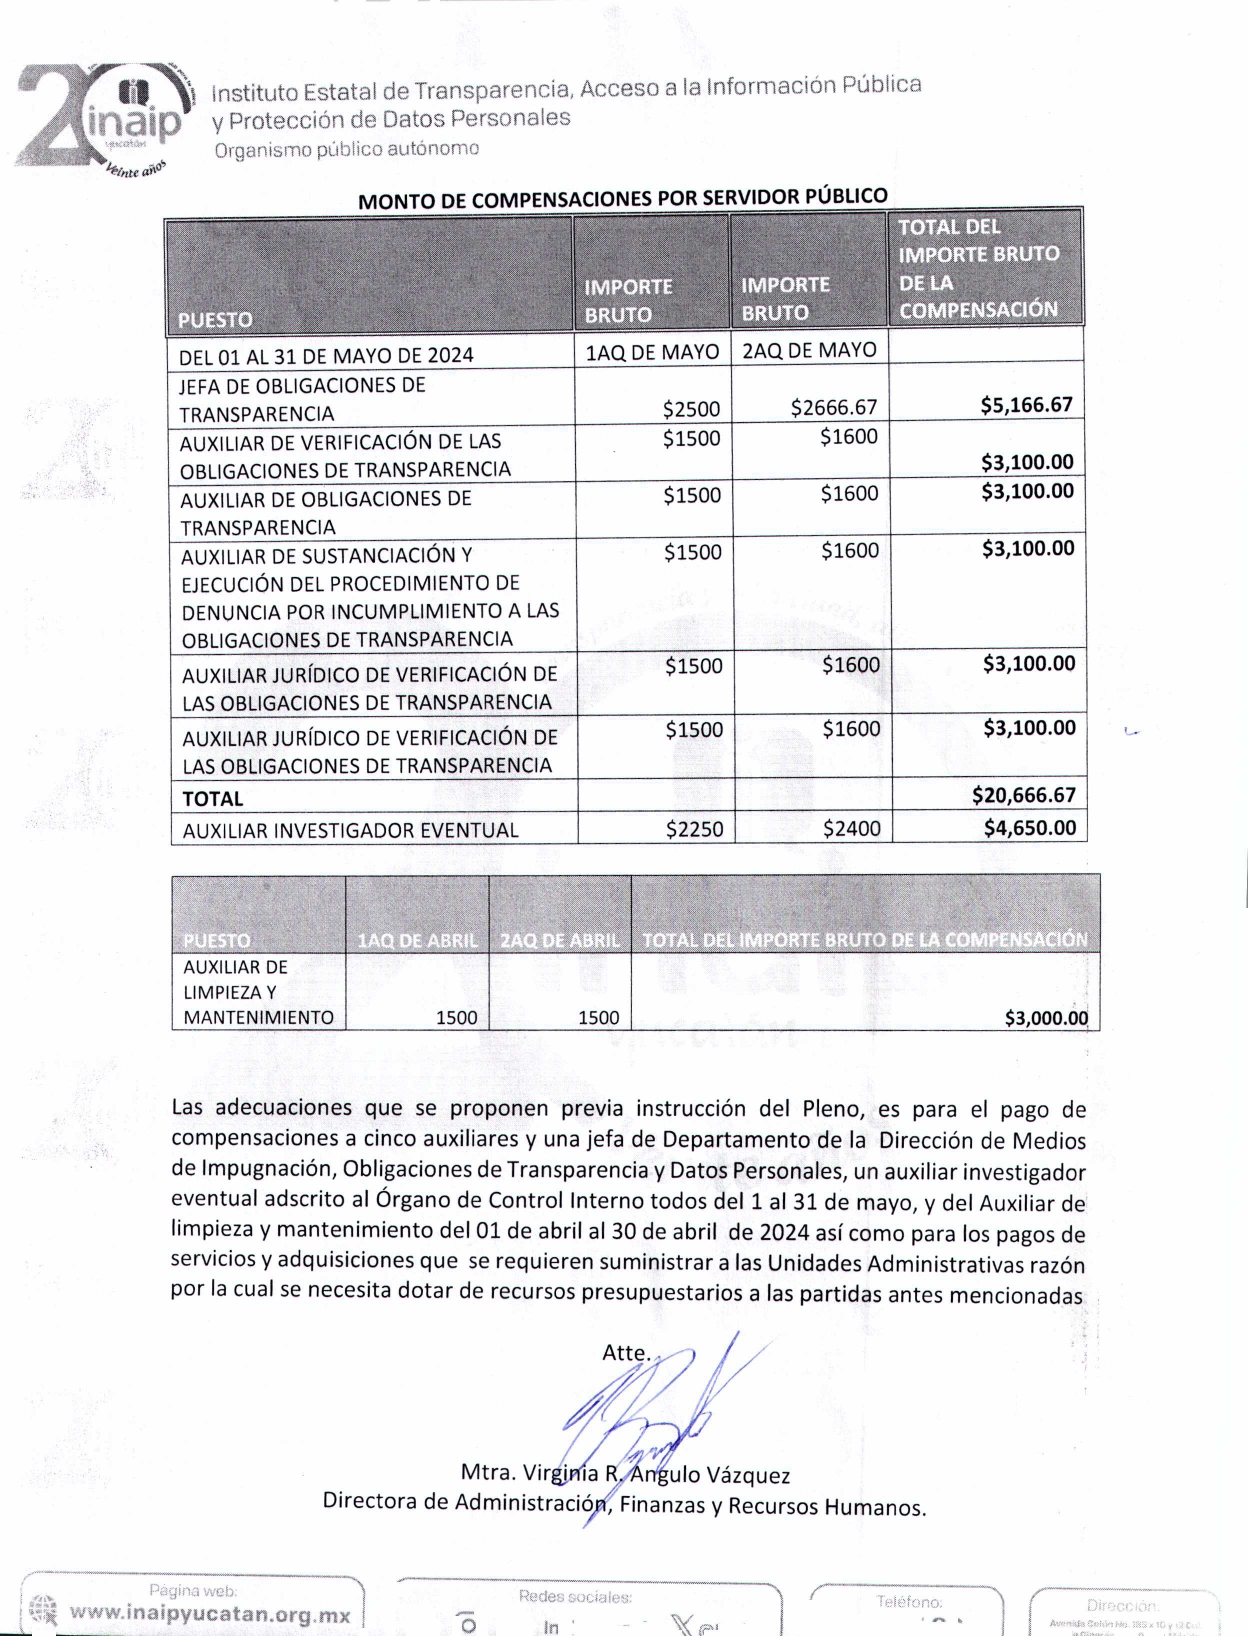 20 inaip
yucatán
Veinte años
Instituto Estatal de Transparencia, Acceso a la Información Pública
y Protección de Datos Personales
Organismo público autónomo
MONTO DE COMPENSACIONES POR SERVIDOR PÚBLICO
PUESTO IMPORTE BRUTO IMPORTE BRUTO TOTAL DEL IMPORTE BRUTO DE LA COMPENSACIÓN
DEL 01 AL 31 DE MAYO DE 2024 1AQ DE MAYO 2AQ DE MAYO
JEFA DE OBLIGACIONES DE
TRANSPARENCIA $2500 $2666.67 $5,166.67
AUXILIAR DE VERIFICACIÓN DE LAS $1500 $1600
OBLIGACIONES DE TRANSPARENCIA $3,100.00
AUXILIAR DE OBLIGACIONES DE $1500 $1600 $3,100.00
TRANSPARENCIA
AUXILIAR DE SUSTANCIACIÓN Y $1500 $1600 $3,100.00
EJECUCIÓN DEL PROCEDIMIENTO DE
DENUNCIA POR INCUMPLIMIENTO A LAS
OBLIGACIONES DE TRANSPARENCIA
AUXILIAR JURÍDICO DE VERIFICACIÓN DE $1500 $1600 $3,100.00
LAS OBLIGACIONES DE TRANSPARENCIA
AUXILIAR JURÍDICO DE VERIFICACIÓN DE $1500 $1600 $3,100.00
LAS OBLIGACIONES DE TRANSPARENCIA
TOTAL $20,666.67
AUXILIAR INVESTIGADOR EVENTUAL $2250 $2400 $4,650.00
PUESTO 1AQ DE ABRIL 2AQ DE ABRIL TOTAL DEL IMPORTE BRUTO DE LA COMPENSACIÓN
AUXILIAR DE
LIMPIEZA Y
MANTENIMIENTO 1500 1500 $3,000.00
Las adecuaciones que se proponen previa instrucción del Pleno, es para el pago de
compensaciones a cinco auxiliares y una jefa de Departamento de la Dirección de Medios
de Impugnación, Obligaciones de Transparencia y Datos Personales, un auxiliar investigador
eventual adscrito al Órgano de Control Interno todos del 1 al 31 de mayo, y del Auxiliar de
limpieza y mantenimiento del 01 de abril al 30 de abril de 2024 así como para los pagos de
servicios y adquisiciones que se requieren suministrar a las Unidades Administrativas razón
por la cual se necesita dotar de recursos presupuestarios a las partidas antes mencionadas
Atte.
Mtra. Virginia R. Angulo Vázquez
Directora de Administración, Finanzas y Recursos Humanos.
Página web:
www.inaipyucatan.org.mx
Redes sociales:
Teléfono:
Dirección: